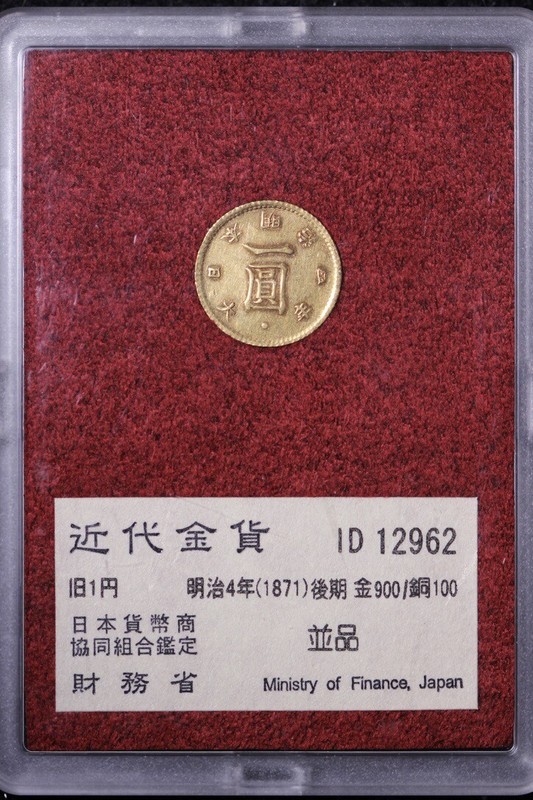 大日本明治四年
一圓
近代金貨 ID 12962
旧1円 明治4年(1871)後期 金900/銅100
日本貨幣商
協同組合鑑定
並品
財務省 Ministry of Finance, Japan